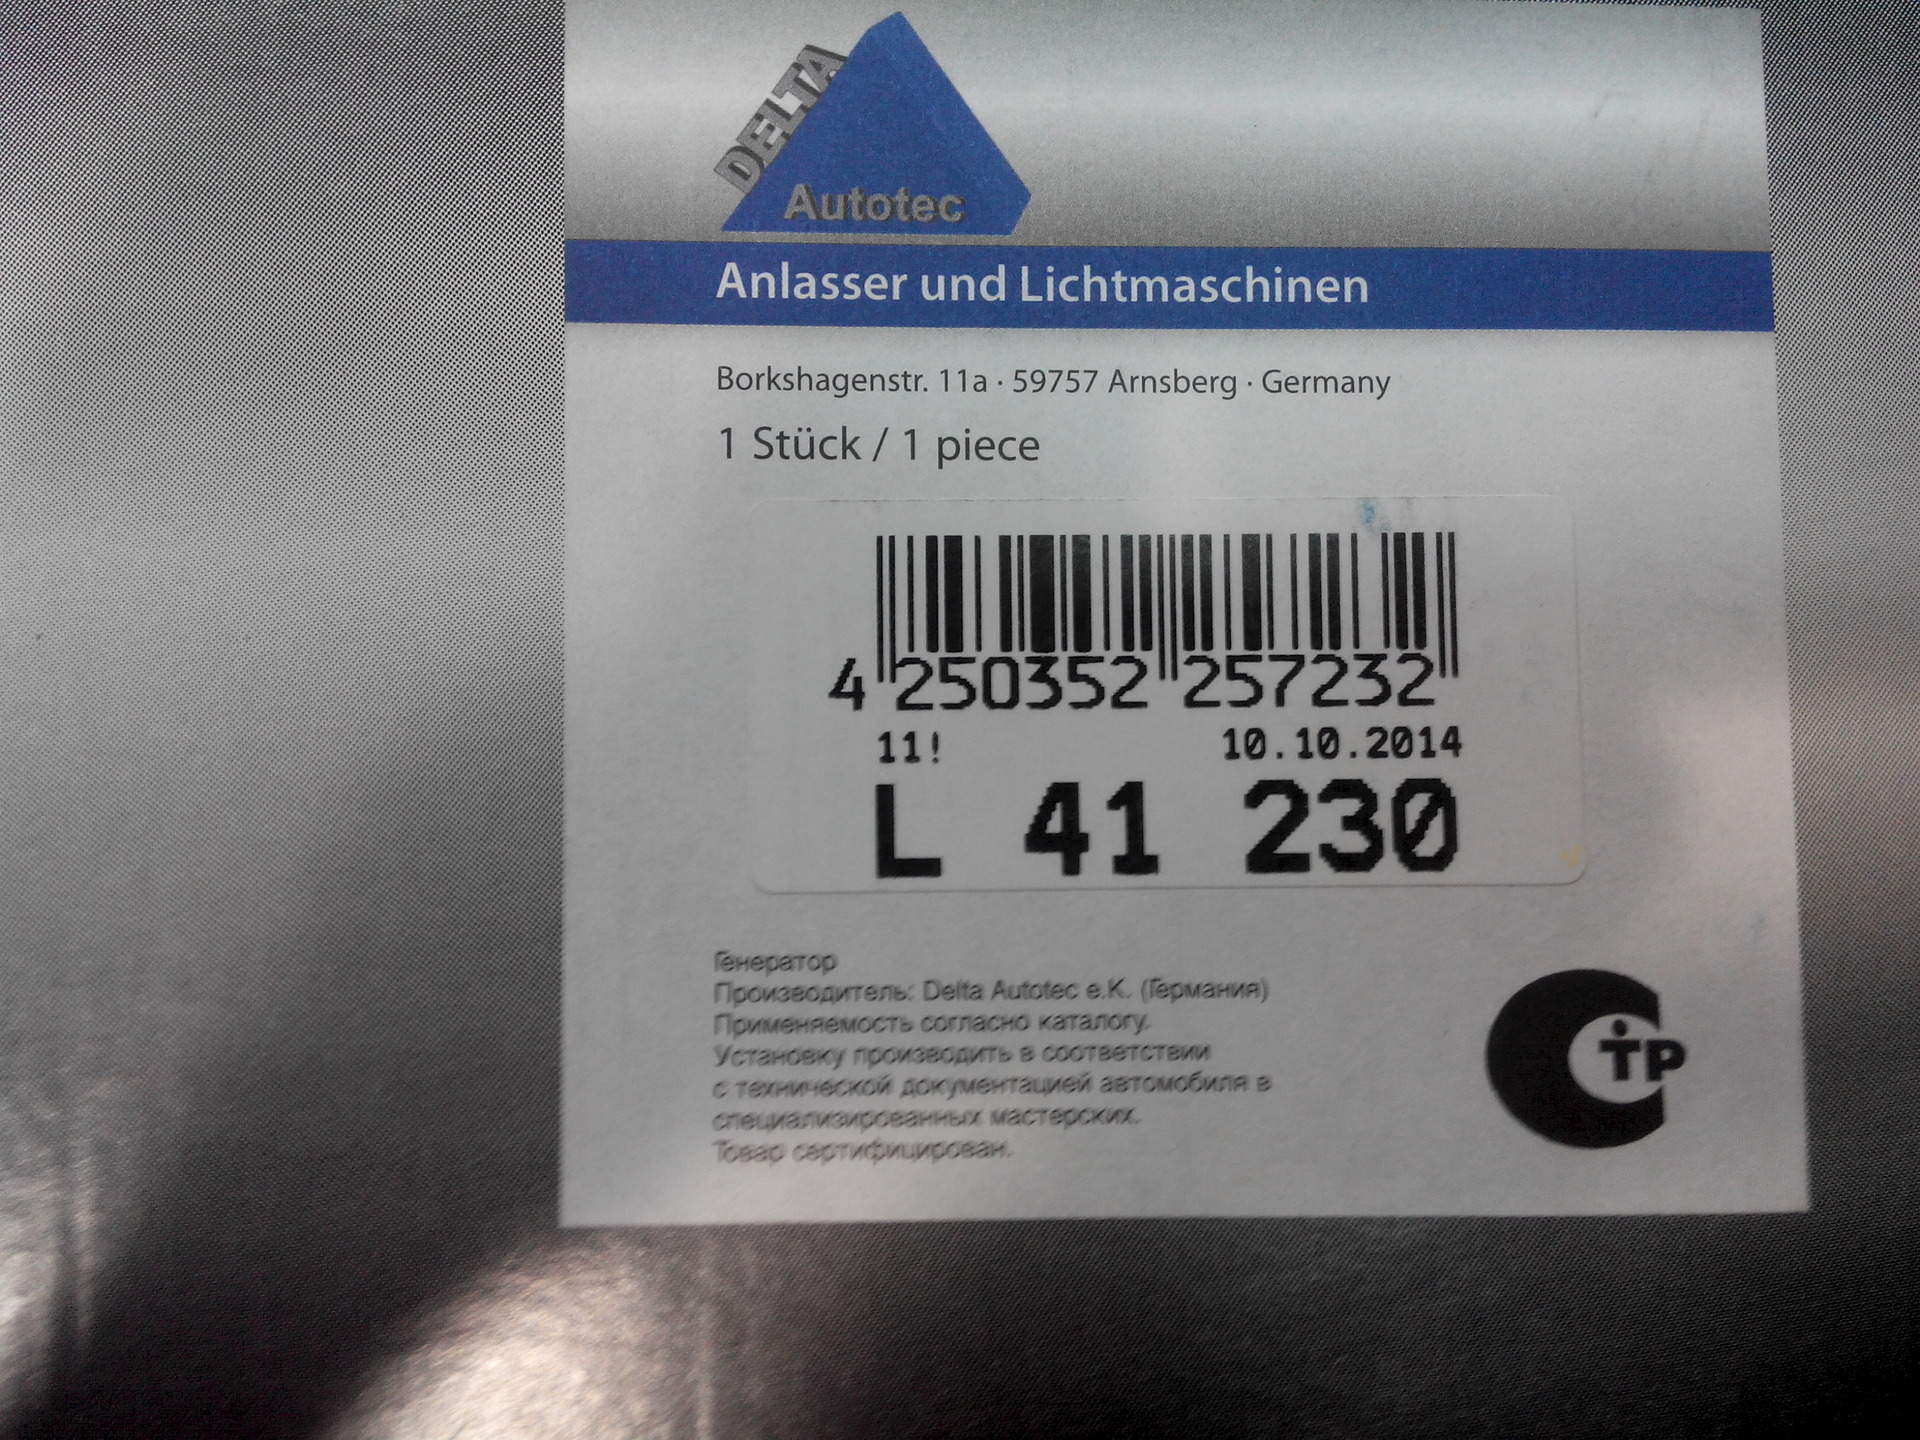 DELTA
Autotec
Anlasser und Lichtmaschinen
Borkshagenstr. 11a · 59757 Arnsberg · Germany
1 Stück / 1 piece
4 250352 257232
11! 10.10.2014
L 41 230
Генератор
Производитель: Delta Autotec e.K. (Германия)
Применяемость согласно каталогу.
Установку производить в соответствии
с технической документацией автомобиля в
специализированных мастерских.
Товар сертифицирован.
СТР